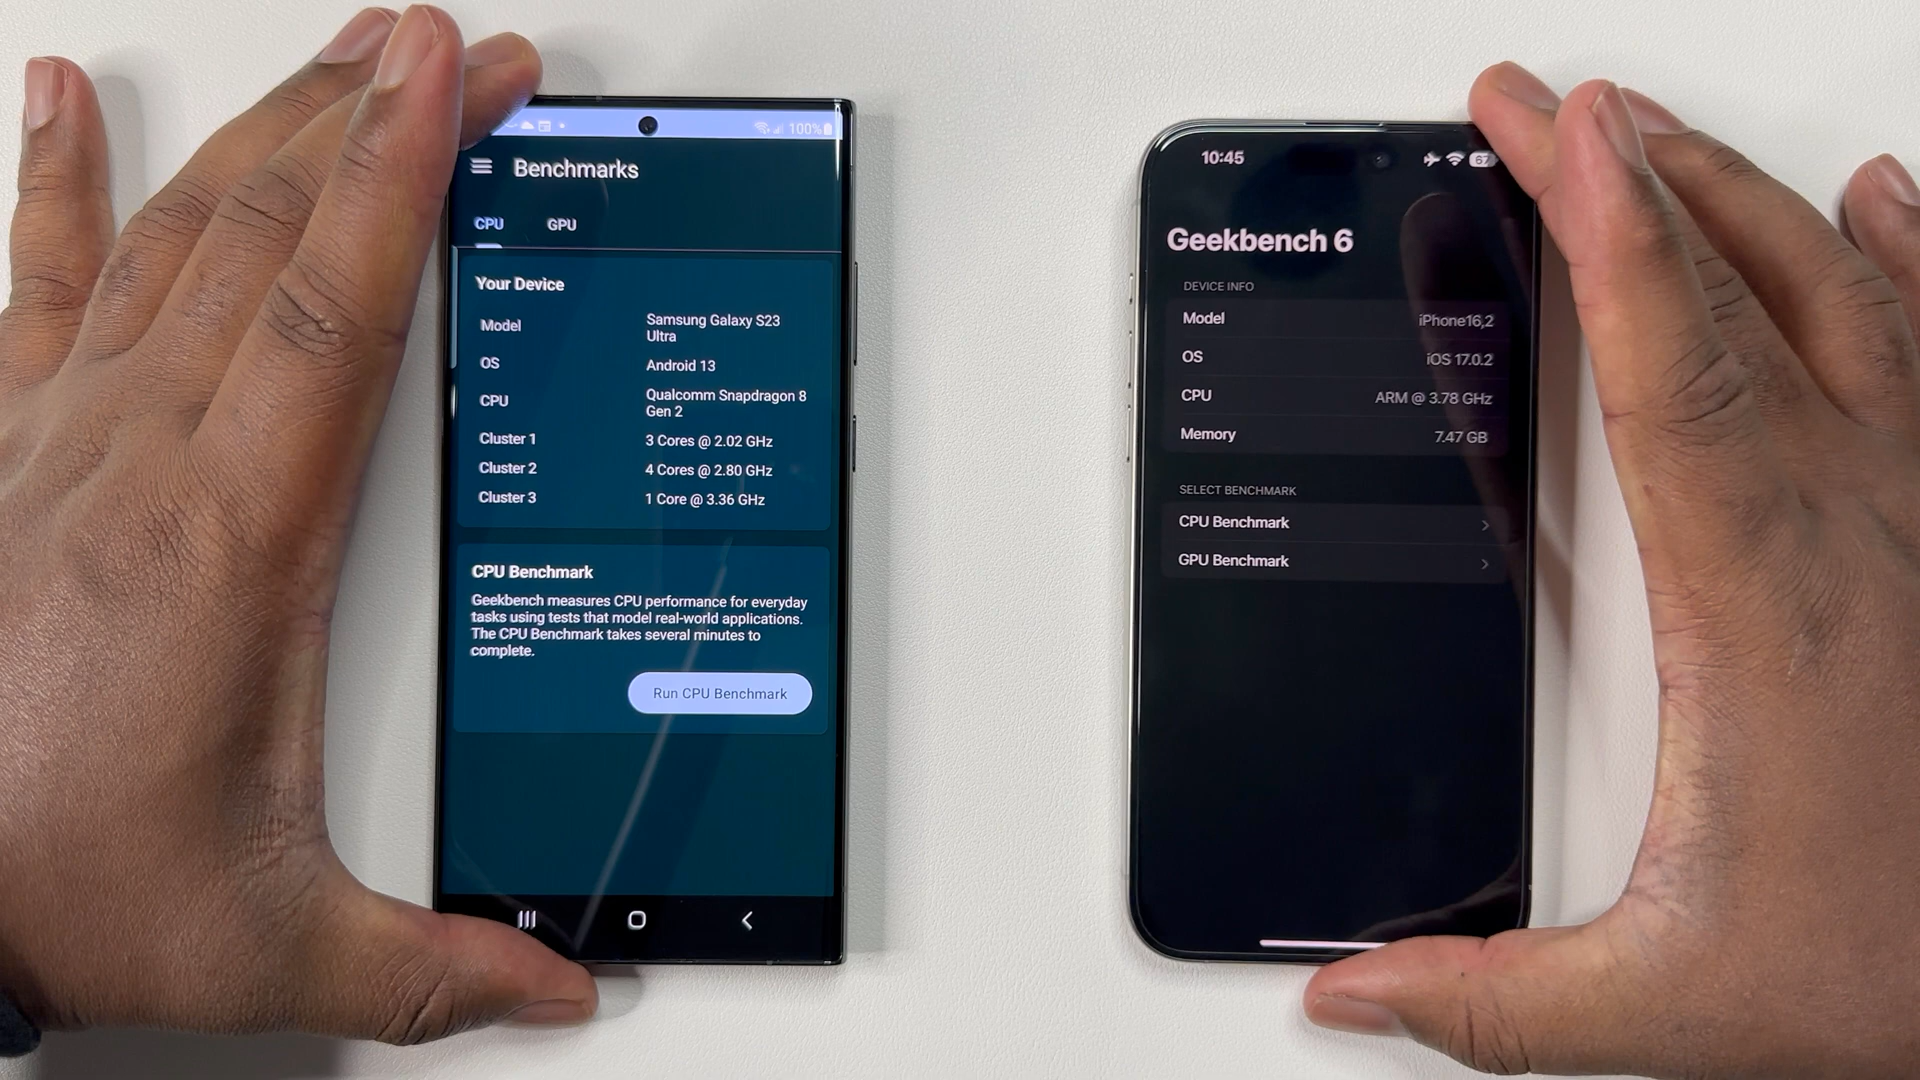 100%
Benchmarks
CPU GPU
Your Device
Model Samsung Galaxy S23
Ultra
OS Android 13
CPU Qualcomm Snapdragon 8
Gen 2
Cluster 1 3 Cores @ 2.02 GHz
Cluster 2 4 Cores @ 2.80 GHz
Cluster 3 1 Core @ 3.36 GHz
CPU Benchmark
Geekbench measures CPU performance for everyday
tasks using tests that model real-world applications.
The CPU Benchmark takes several minutes to
complete.
Run CPU Benchmark
10:45 67
Geekbench 6
DEVICE INFO
Model iPhone16,2
OS iOS 17.0.2
CPU ARM @ 3.78 GHz
Memory 7.47 GB
SELECT BENCHMARK
CPU Benchmark
GPU Benchmark